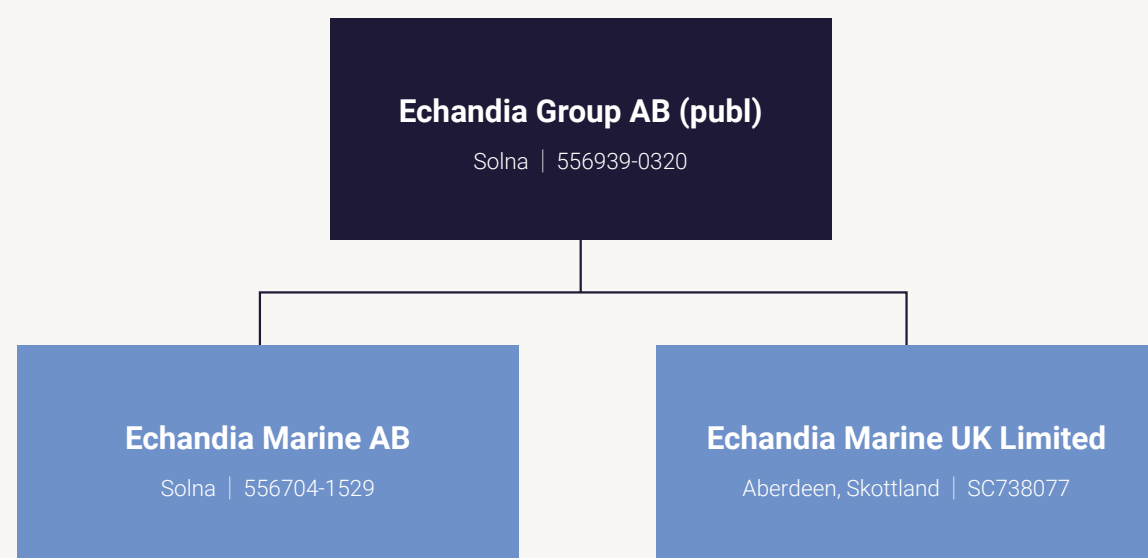 Echandia Group AB (publ)
Solna | 556939-0320
Echandia Marine AB
Solna | 556704-1529
Echandia Marine UK Limited
Aberdeen, Skottland | SC738077